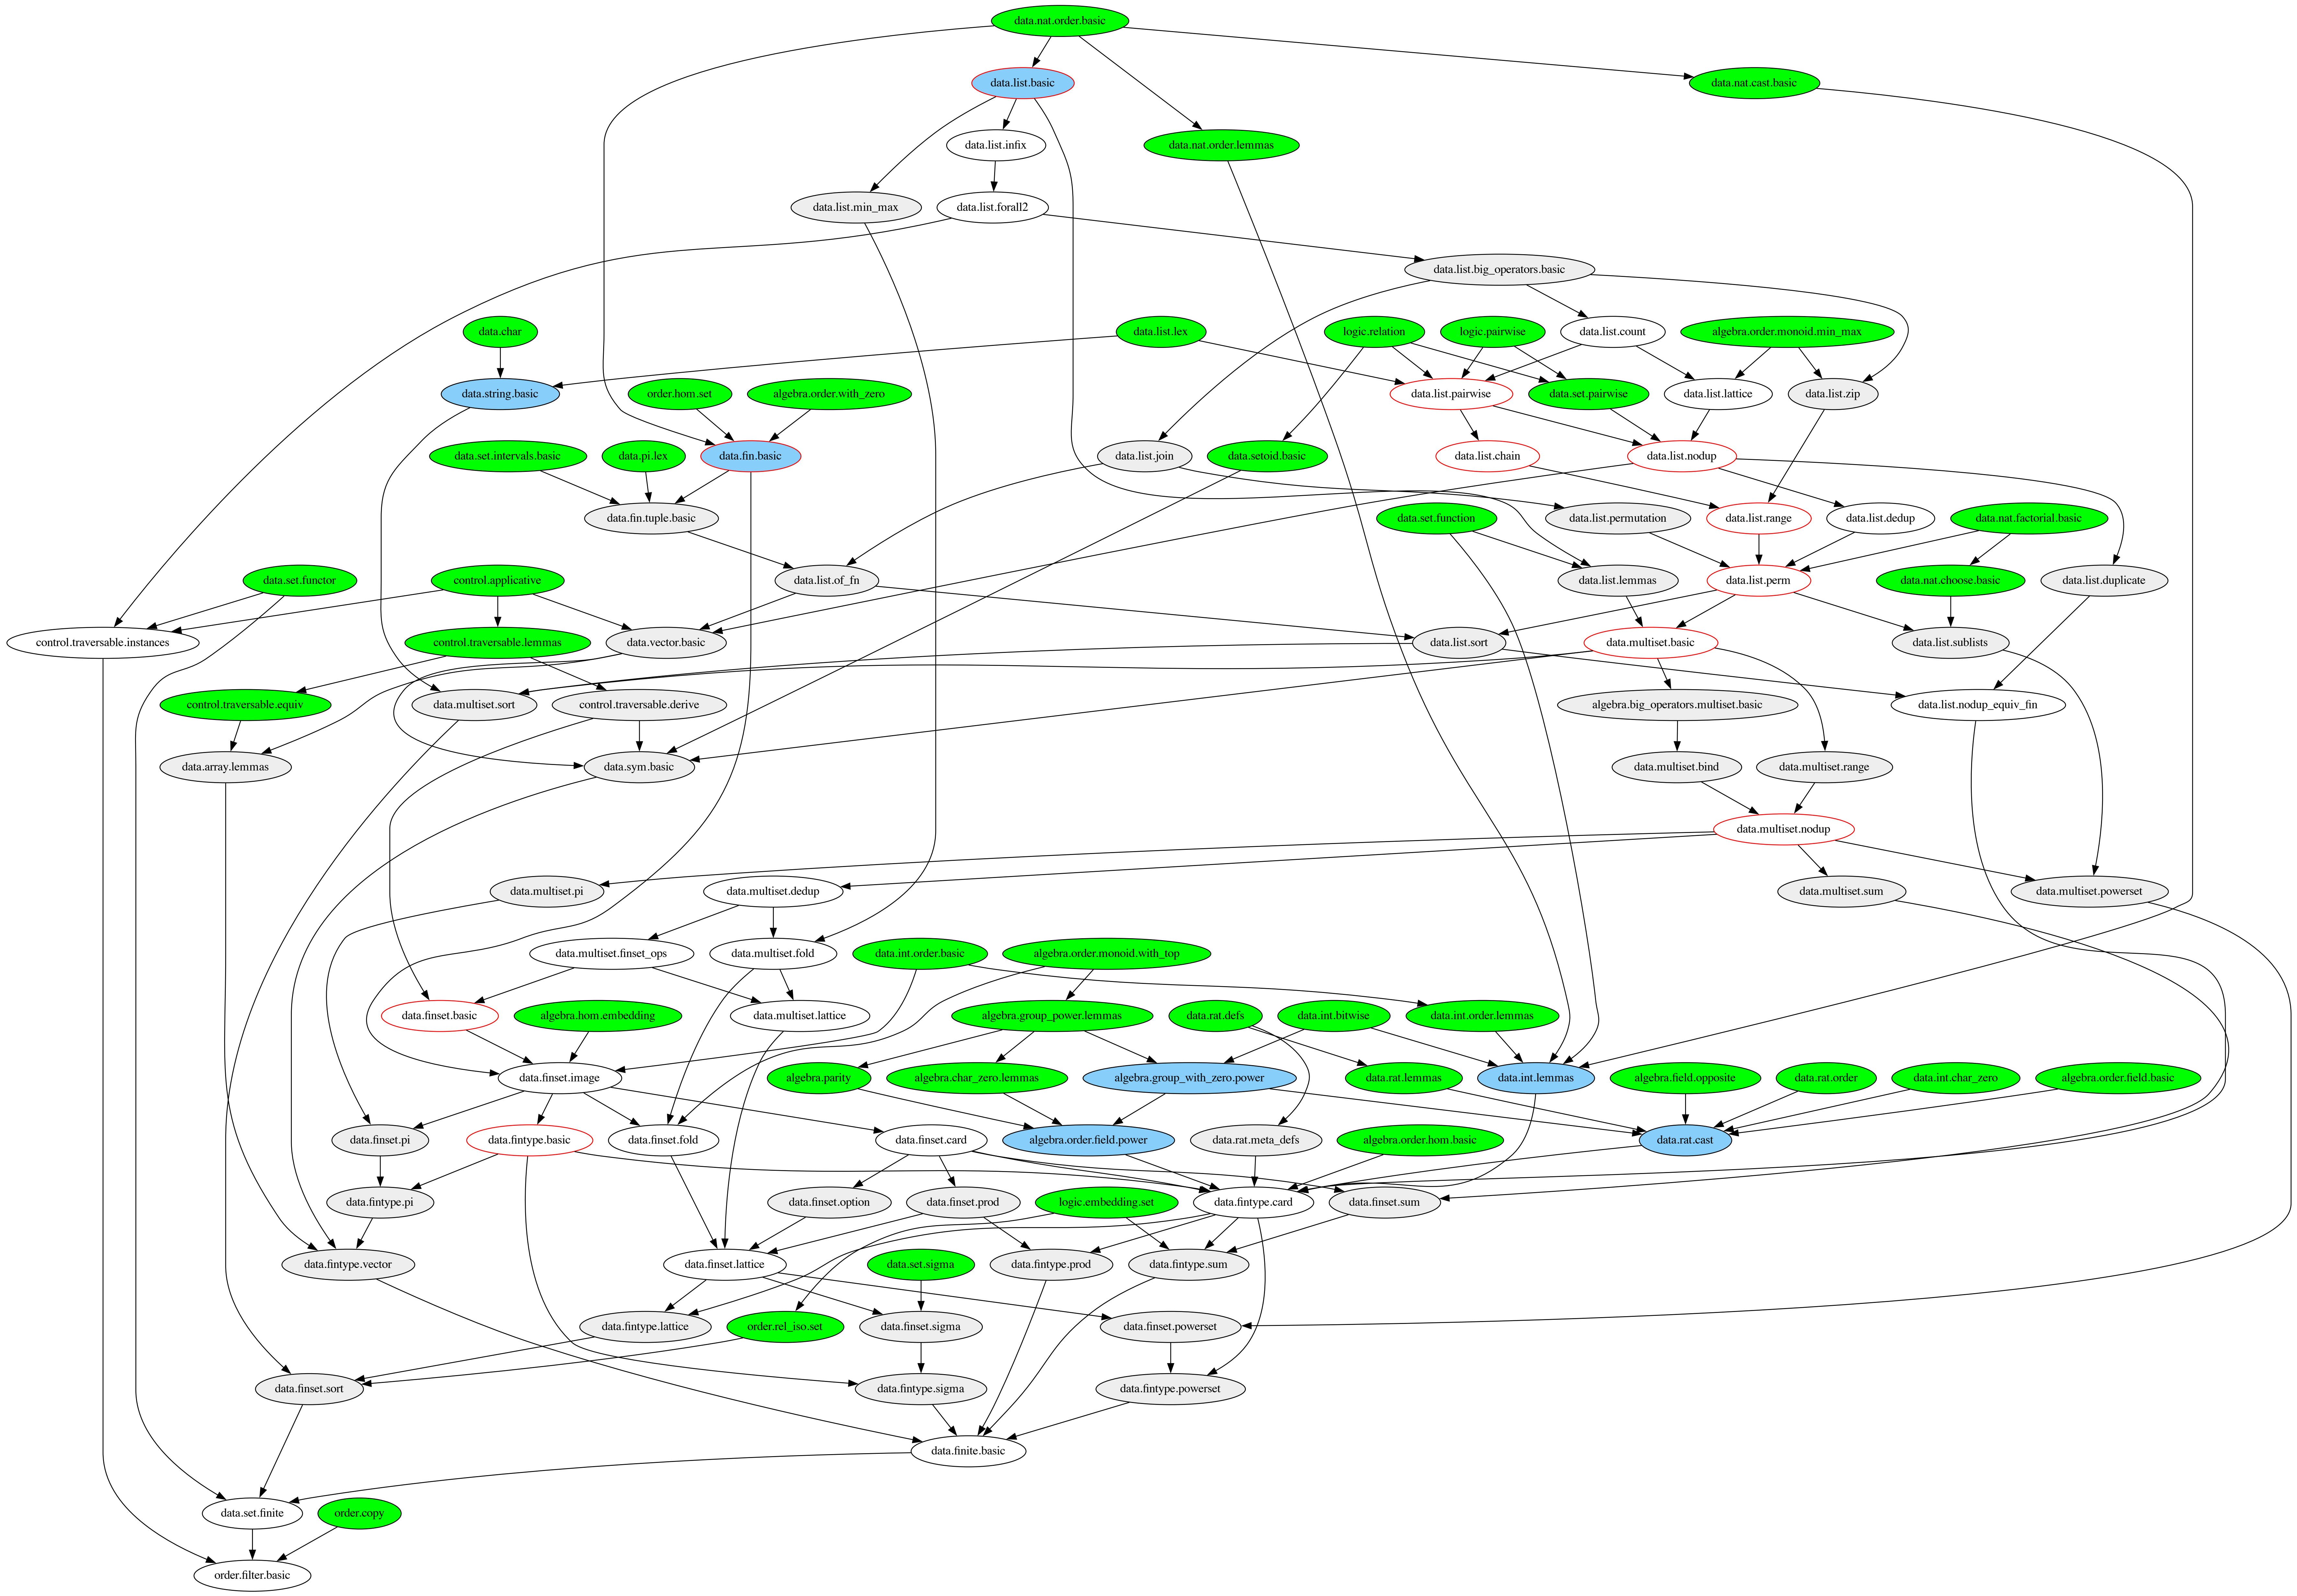 data.nat.order.basic
data.list.basic
data.nat.cast.basic
data.list.infix
data.nat.order.lemmas
data.list.min_max
data.list.forall2
data.list.big_operators.basic
data.char
data.list.lex
logic.relation
logic.pairwise
data.list.count
algebra.order.monoid.min_max
data.string.basic
order.hom.set
algebra.order.with_zero
data.list.pairwise
data.set.pairwise
data.list.lattice
data.list.zip
data.set.intervals.basic
data.pi.lex
data.fin.basic
data.list.join
data.setoid.basic
data.list.chain
data.list.nodup
data.fin.tuple.basic
data.set.function
data.list.permutation
data.list.range
data.list.dedup
data.nat.factorial.basic
data.set.functor
control.applicative
data.list.of_fn
data.list.lemmas
data.list.perm
data.nat.choose.basic
data.list.duplicate
control.traversable.instances
control.traversable.lemmas
data.vector.basic
data.list.sort
data.multiset.basic
data.list.sublists
control.traversable.equiv
data.multiset.sort
control.traversable.derive
algebra.big_operators.multiset.basic
data.list.nodup_equiv_fin
data.array.lemmas
data.sym.basic
data.multiset.bind
data.multiset.range
data.multiset.nodup
data.multiset.pi
data.multiset.dedup
data.multiset.sum
data.multiset.powerset
data.multiset.finset_ops
data.multiset.fold
data.int.order.basic
algebra.order.monoid.with_top
data.finset.basic
algebra.hom.embedding
data.multiset.lattice
algebra.group_power.lemmas
data.rat.defs
data.int.bitwise
data.int.order.lemmas
data.finset.image
algebra.parity
algebra.char_zero.lemmas
algebra.group_with_zero.power
data.rat.lemmas
data.int.lemmas
algebra.field.opposite
data.rat.order
data.int.char_zero
algebra.order.field.basic
data.finset.pi
data.fintype.basic
data.finset.fold
data.finset.card
algebra.order.field.power
data.rat.meta_defs
algebra.order.hom.basic
data.rat.cast
data.fintype.pi
data.finset.option
data.finset.prod
logic.embedding.set
data.fintype.card
data.finset.sum
data.fintype.vector
data.finset.lattice
data.set.sigma
data.fintype.prod
data.fintype.sum
data.fintype.lattice
order.rel_iso.set
data.finset.sigma
data.finset.powerset
data.finset.sort
data.fintype.sigma
data.fintype.powerset
data.finite.basic
data.set.finite
order.copy
order.filter.basic